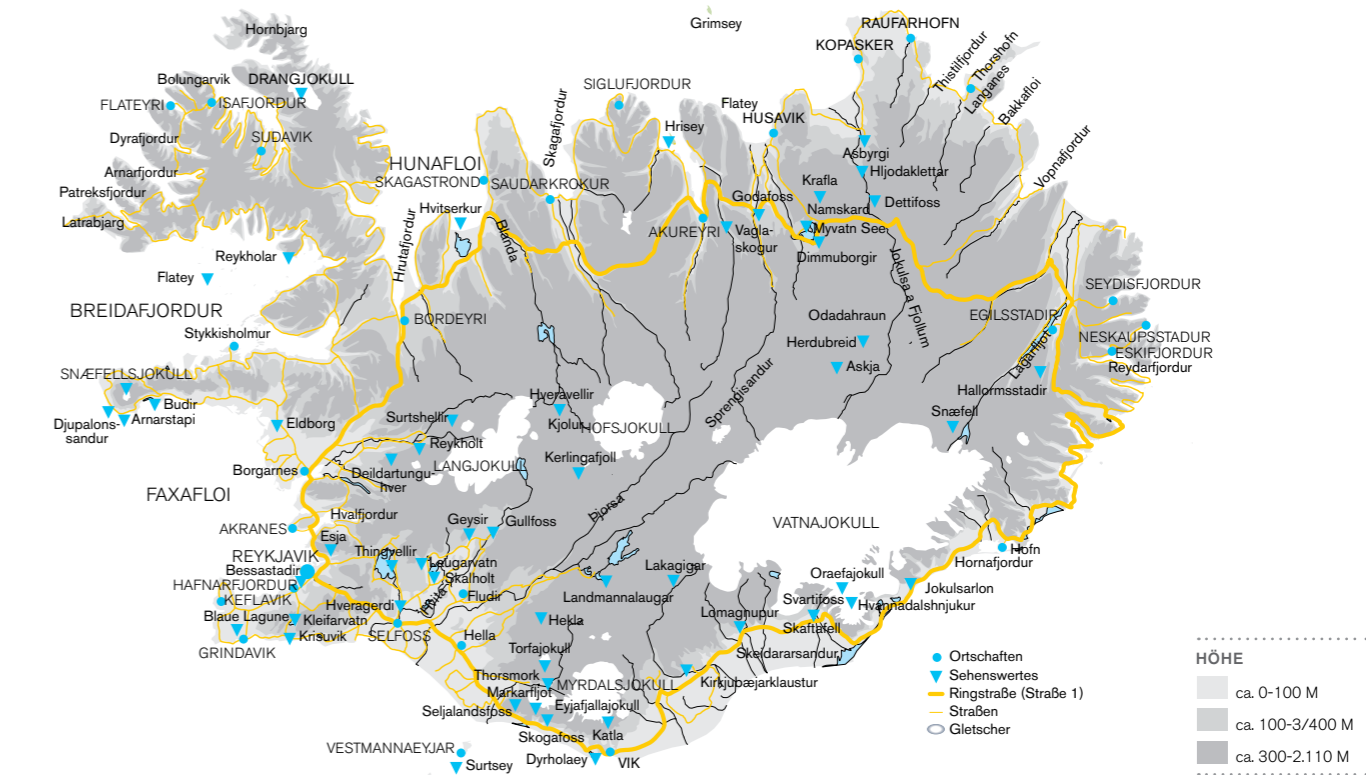 Grimsey
Hornbjarg
RAUFARHOFN
KOPASKER
Thistilfjordur
Thorshofn
Langanes
Bakkafloi
Vopnafjordur
Bolungarvik
DRANGJOKULL
FLATEYRI
ISAFJORDUR
SIGLUFJORDUR
Skagafjordur
Flatey
HUSAVIK
Hrisey
Dyrafjordur
SUDAVIK
Asbyrgi
Arnarfjordur
HUNAFLOI
SKAGASTROND
SAUDARKROKUR
Hljodaklettar
Krafla
Patreksfjordur
Godafoss
Dettifoss
Latrabjarg
Hvitserkur
Namskard
Hrutafjordur
Blanda
AKUREYRI
Vagla-
skogur
Myvatn See
Dimmuborgir
Reykholar
Flatey
Jokulsa a Fjollum
SEYDISFJORDUR
BREIDAFJORDUR
BORDEYRI
Odadahraun
EGILSSTADIR
Stykkisholmur
Herdubreid
NESKAUPSSTADUR
ESKIFJORDUR
Lagarfljot
Reydarfjordur
SNÆFELLSJOKULL
Askja
Hallormsstadir
Budir
Arnarstapi
Djupalons-
sandur
Eldborg
Surtshellir
Hveravellir
Kjolur
HOFSJOKULL
Sprengisandur
Snæfell
Reykholt
LANGJOKULL
Kerlingafjoll
Borgarnes
Deildartungu-
hver
FAXAFLOI
Hvalfjordur
Þjorsa
AKRANES
Geysir
Gullfoss
VATNAJOKULL
Esja
Thingvellir
REYKJAVIK
Bessastadir
HAFNARFJORDUR
KEFLAVIK
Laugarvatn
Skalholt
Hvita
Fludir
Lakagigar
Landmannalaugar
Oraefajokull
Hofn
Hornafjordur
Jokulsarlon
Svartifoss
Hvannadalshnjukur
Hveragerdi
Blaue Lagune
Kleifarvatn
Krisuvik
SELFOSS
Hekla
Lomagnupur
Skaftafell
GRINDAVIK
Hella
Torfajokull
Skeidararsandur
Thorsmork
MYRDALSJOKULL
Kirkjubæjarklaustur
Markarfljot
Seljalandsfoss
Eyjafjallajokull
Skogafoss
Katla
VESTMANNAEYJAR
Surtsey
Dyrholaey
VIK
Ortschaften
Sehenswertes
Ringstraße (Straße 1)
Straßen
Gletscher
HÖHE
ca. 0-100 M
ca. 100-3/400 M
ca. 300-2.110 M